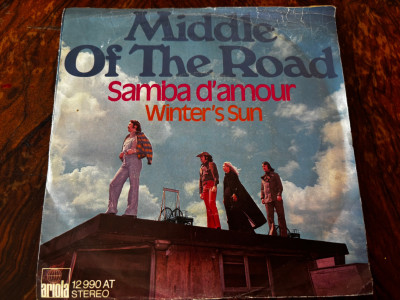 Middle
Of The Road
Samba d'amour
Winter's Sun
ariola
12 990 AT
STEREO